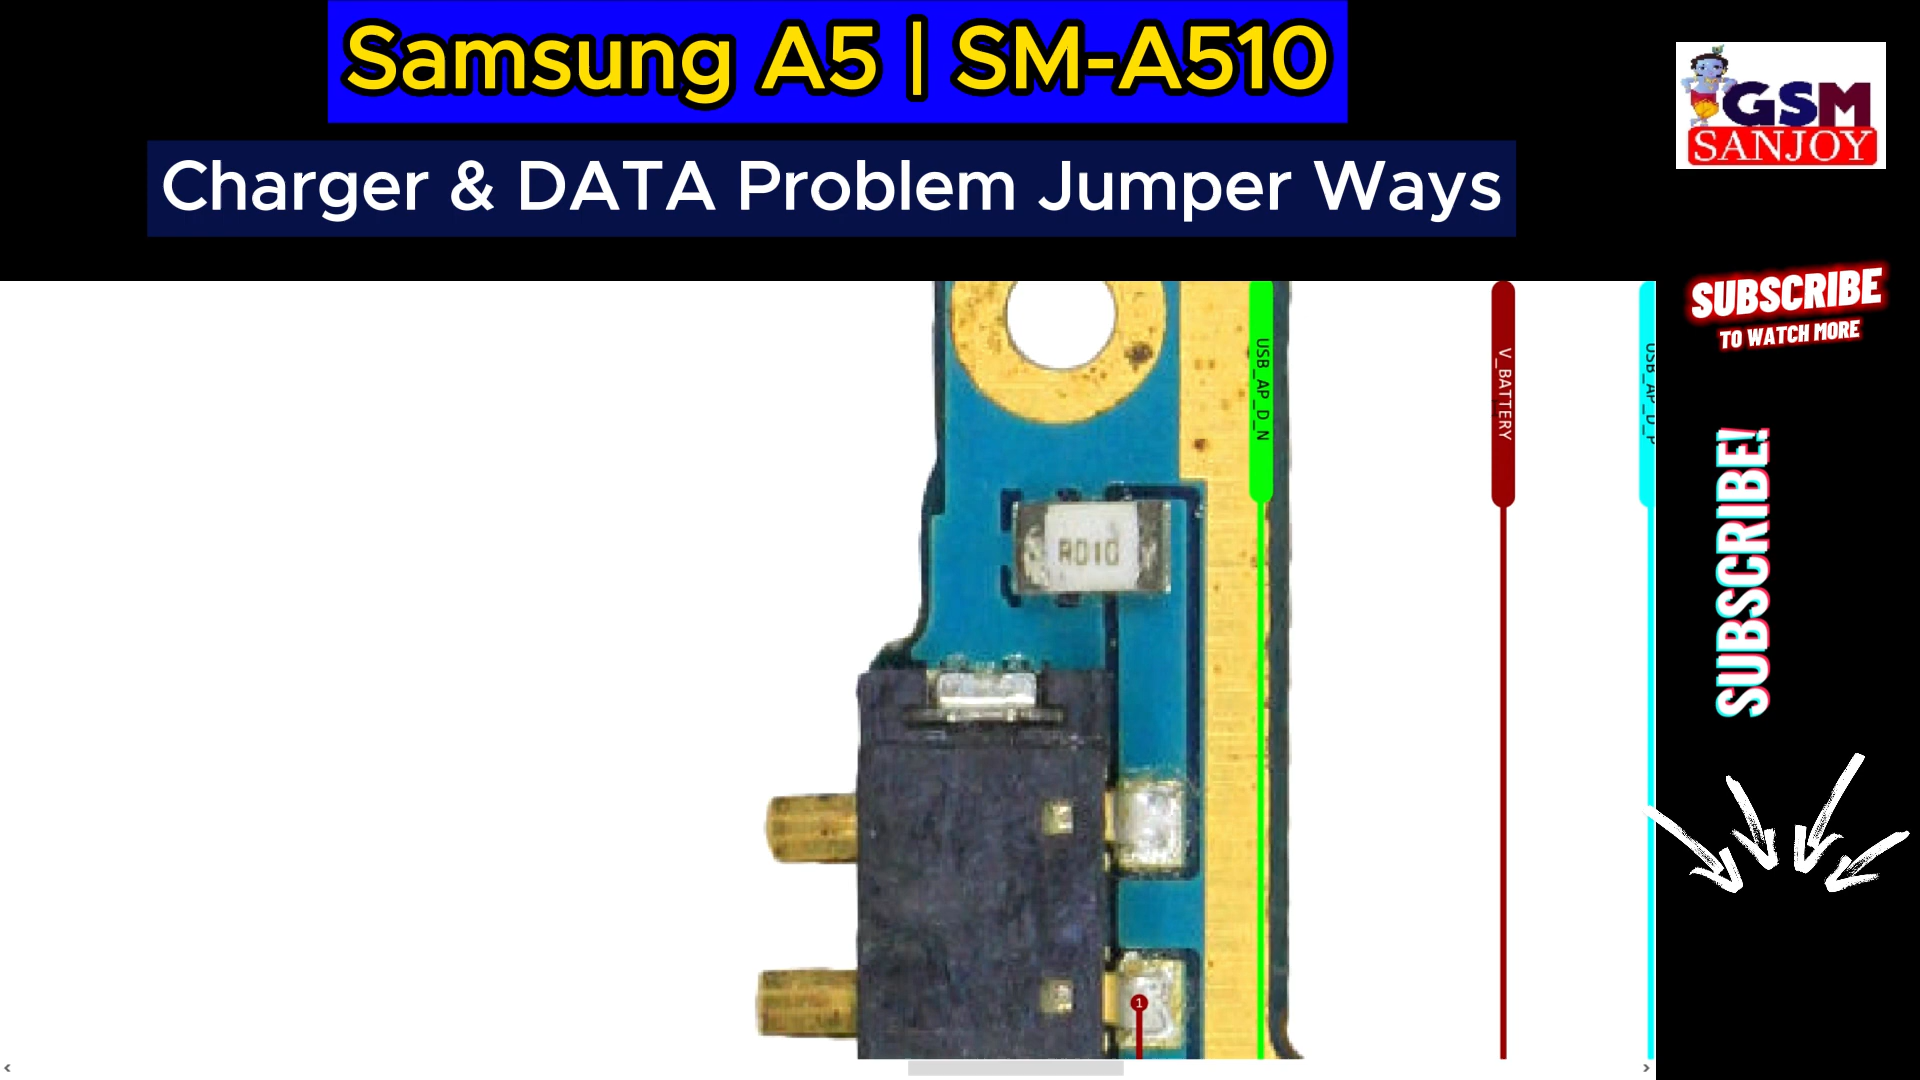 Samsung A5 | SM-A510
Charger & DATA Problem Jumper Ways
GSM
SANJOY
SUBSCRIBE
TO WATCH MORE
SUBSCRIBE!
USB_AP_D_N
V_BATTERY
USB_AP_D_P
R010
1